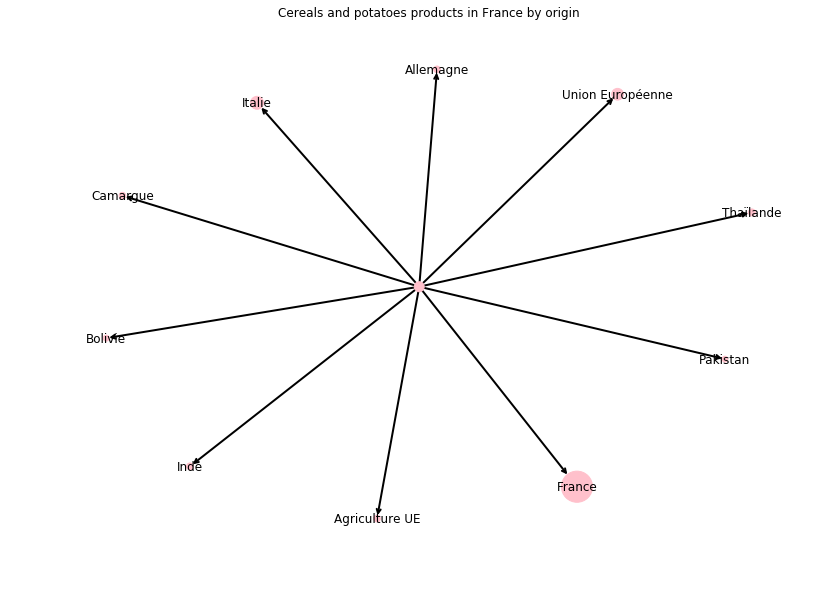 Cereals and potatoes products in France by origin
Allemagne
Union Européenne
Italie
Camargue
Thaïlande
Bolivie
Pakistan
Inde
France
Agriculture UE